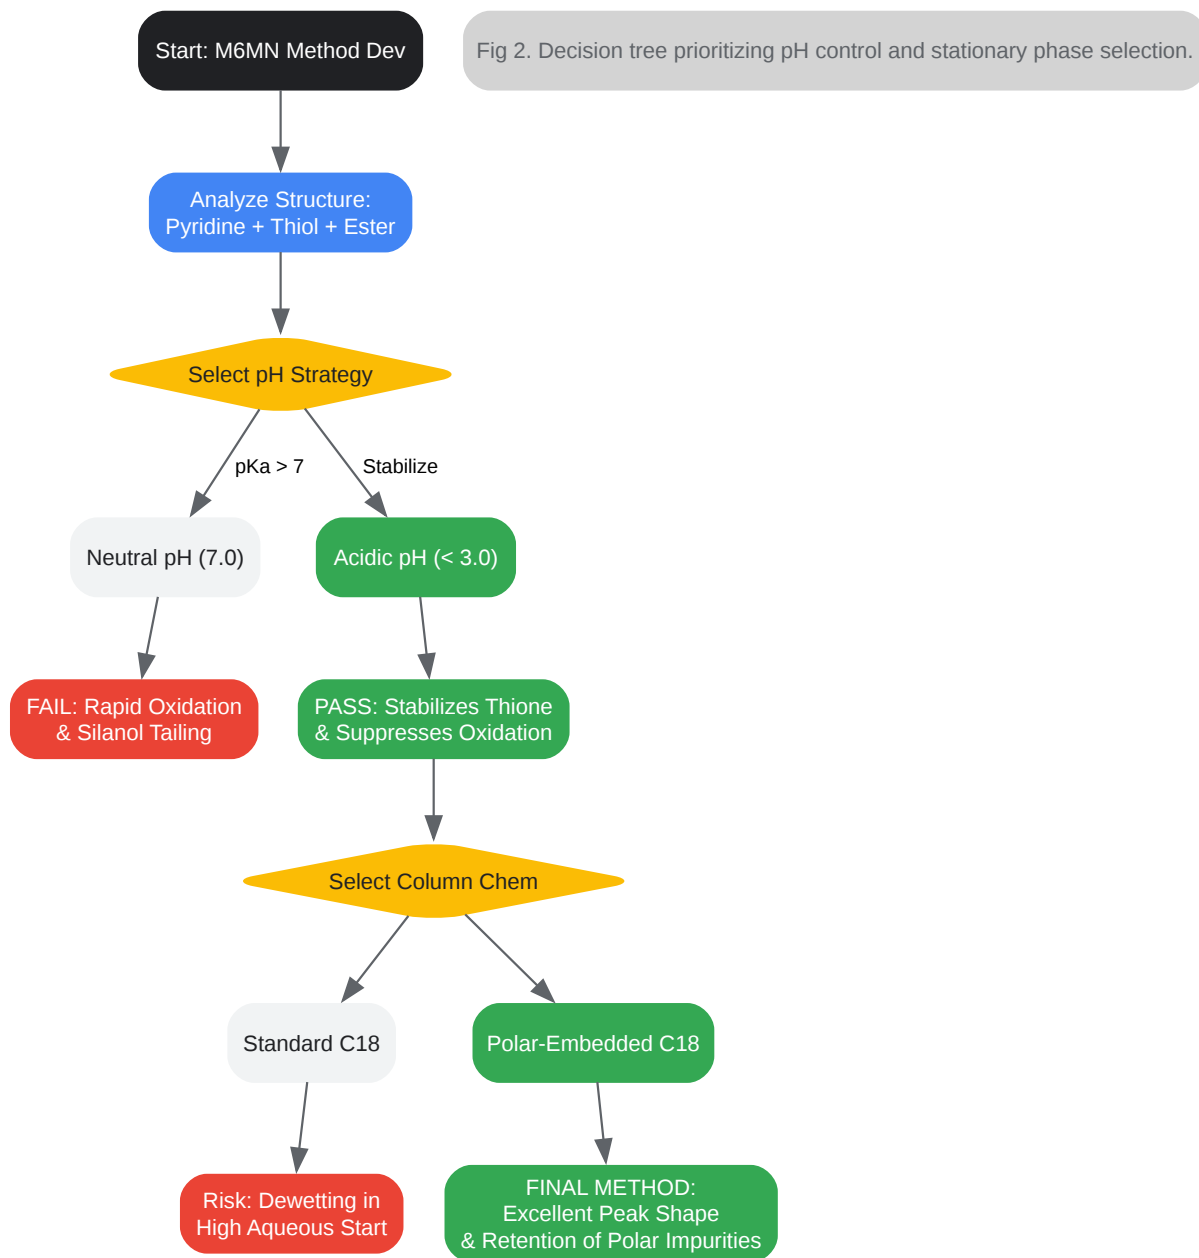 Start: M6MN Method Dev
Fig 2. Decision tree prioritizing pH control and stationary phase selection.
Analyze Structure:
Pyridine + Thiol + Ester
Select pH Strategy
pKa > 7
Stabilize
Neutral pH (7.0)
Acidic pH (< 3.0)
FAIL: Rapid Oxidation
& Silanol Tailing
PASS: Stabilizes Thione
& Suppresses Oxidation
Select Column Chem
Standard C18
Polar-Embedded C18
Risk: Dewetting in
High Aqueous Start
FINAL METHOD:
Excellent Peak Shape
& Retention of Polar Impurities